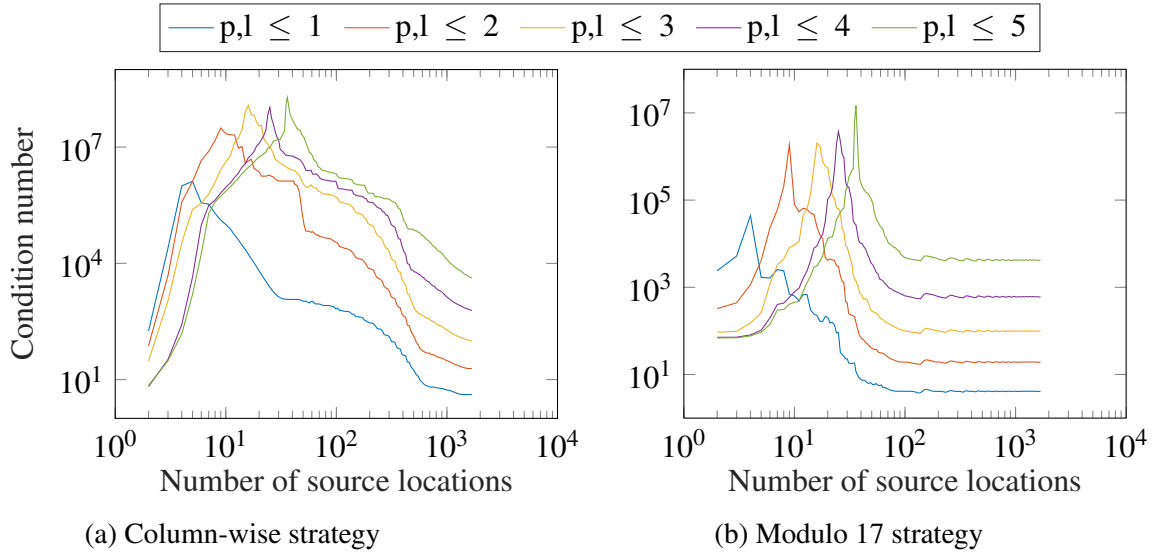 p,l ≤ 1 p,l ≤ 2 p,l ≤ 3 p,l ≤ 4 p,l ≤ 5
Condition number
10^7
10^4
10^1
10^0 10^1 10^2 10^3 10^4
Number of source locations
(a) Column-wise strategy
10^7
10^5
10^3
10^1
10^0 10^1 10^2 10^3 10^4
Number of source locations
(b) Modulo 17 strategy